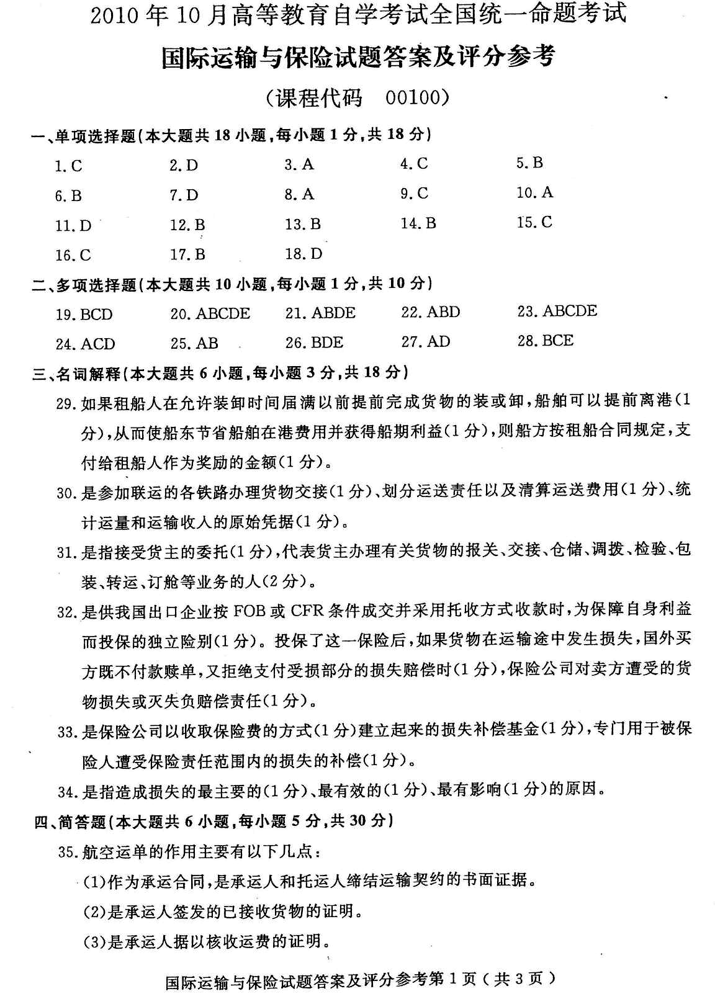 2010 年 10 月高等教育自学考试全国统一命题考试
国际运输与保险试题答案及评分参考
(课程代码 00100)
一、单项选择题(本大题共 18 小题,每小题 1 分,共 18 分)
1. C 2. D 3. A 4. C 5. B
6. B 7. D 8. A 9. C 10. A
11. D 12. B 13. B 14. B 15. C
16. C 17. B 18. D
二、多项选择题(本大题共 10 小题,每小题 1 分,共 10 分)
19. BCD 20. ABCDE 21. ABDE 22. ABD 23. ABCDE
24. ACD 25. AB 26. BDE 27. AD 28. BCE
三、名词解释(本大题共 6 小题,每小题 3 分,共 18 分)
29. 如果租船人在允许装卸时间届满以前提前完成货物的装或卸,船舶可以提前离港(1
分),从而使船东节省船舶在港费用并获得船期利益(1 分),则船方按租船合同规定,支
付给租船人作为奖励的金额(1 分)。
30. 是参加联运的各铁路办理货物交接(1 分)、划分运送责任以及清算运送费用(1 分)、统
计运量和运输收人的原始凭据(1 分)。
31. 是指接受货主的委托(1 分),代表货主办理有关货物的报关、交接、仓储、调拨、检验、包
装、转运、订舱等业务的人(2 分)。
32. 是供我国出口企业按 FOB 或 CFR 条件成交并采用托收方式收款时,为保障自身利益
而投保的独立险别(1 分)。投保了这一保险后,如果货物在运输途中发生损失,国外买
方既不付款赎单,又拒绝支付受损部分的损失赔偿时(1 分),保险公司对卖方遭受的货
物损失或灭失负赔偿责任(1 分)。
33. 是保险公司以收取保险费的方式(1 分)建立起来的损失补偿基金(1 分),专门用于被保
险人遭受保险责任范围内的损失的补偿(1 分)。
34. 是指造成损失的最主要的(1 分)、最有效的(1 分)、最有影响(1 分)的原因。
四、简答题(本大题共 6 小题,每小题 5 分,共 30 分)
35. 航空运单的作用主要有以下几点:
(1)作为承运合同,是承运人和托运人缔结运输契约的书面证据。
(2)是承运人签发的已接收货物的证明。
(3)是承运人据以核收运费的证明。
国际运输与保险试题答案及评分参考第 1 页 ( 共 3 页 )